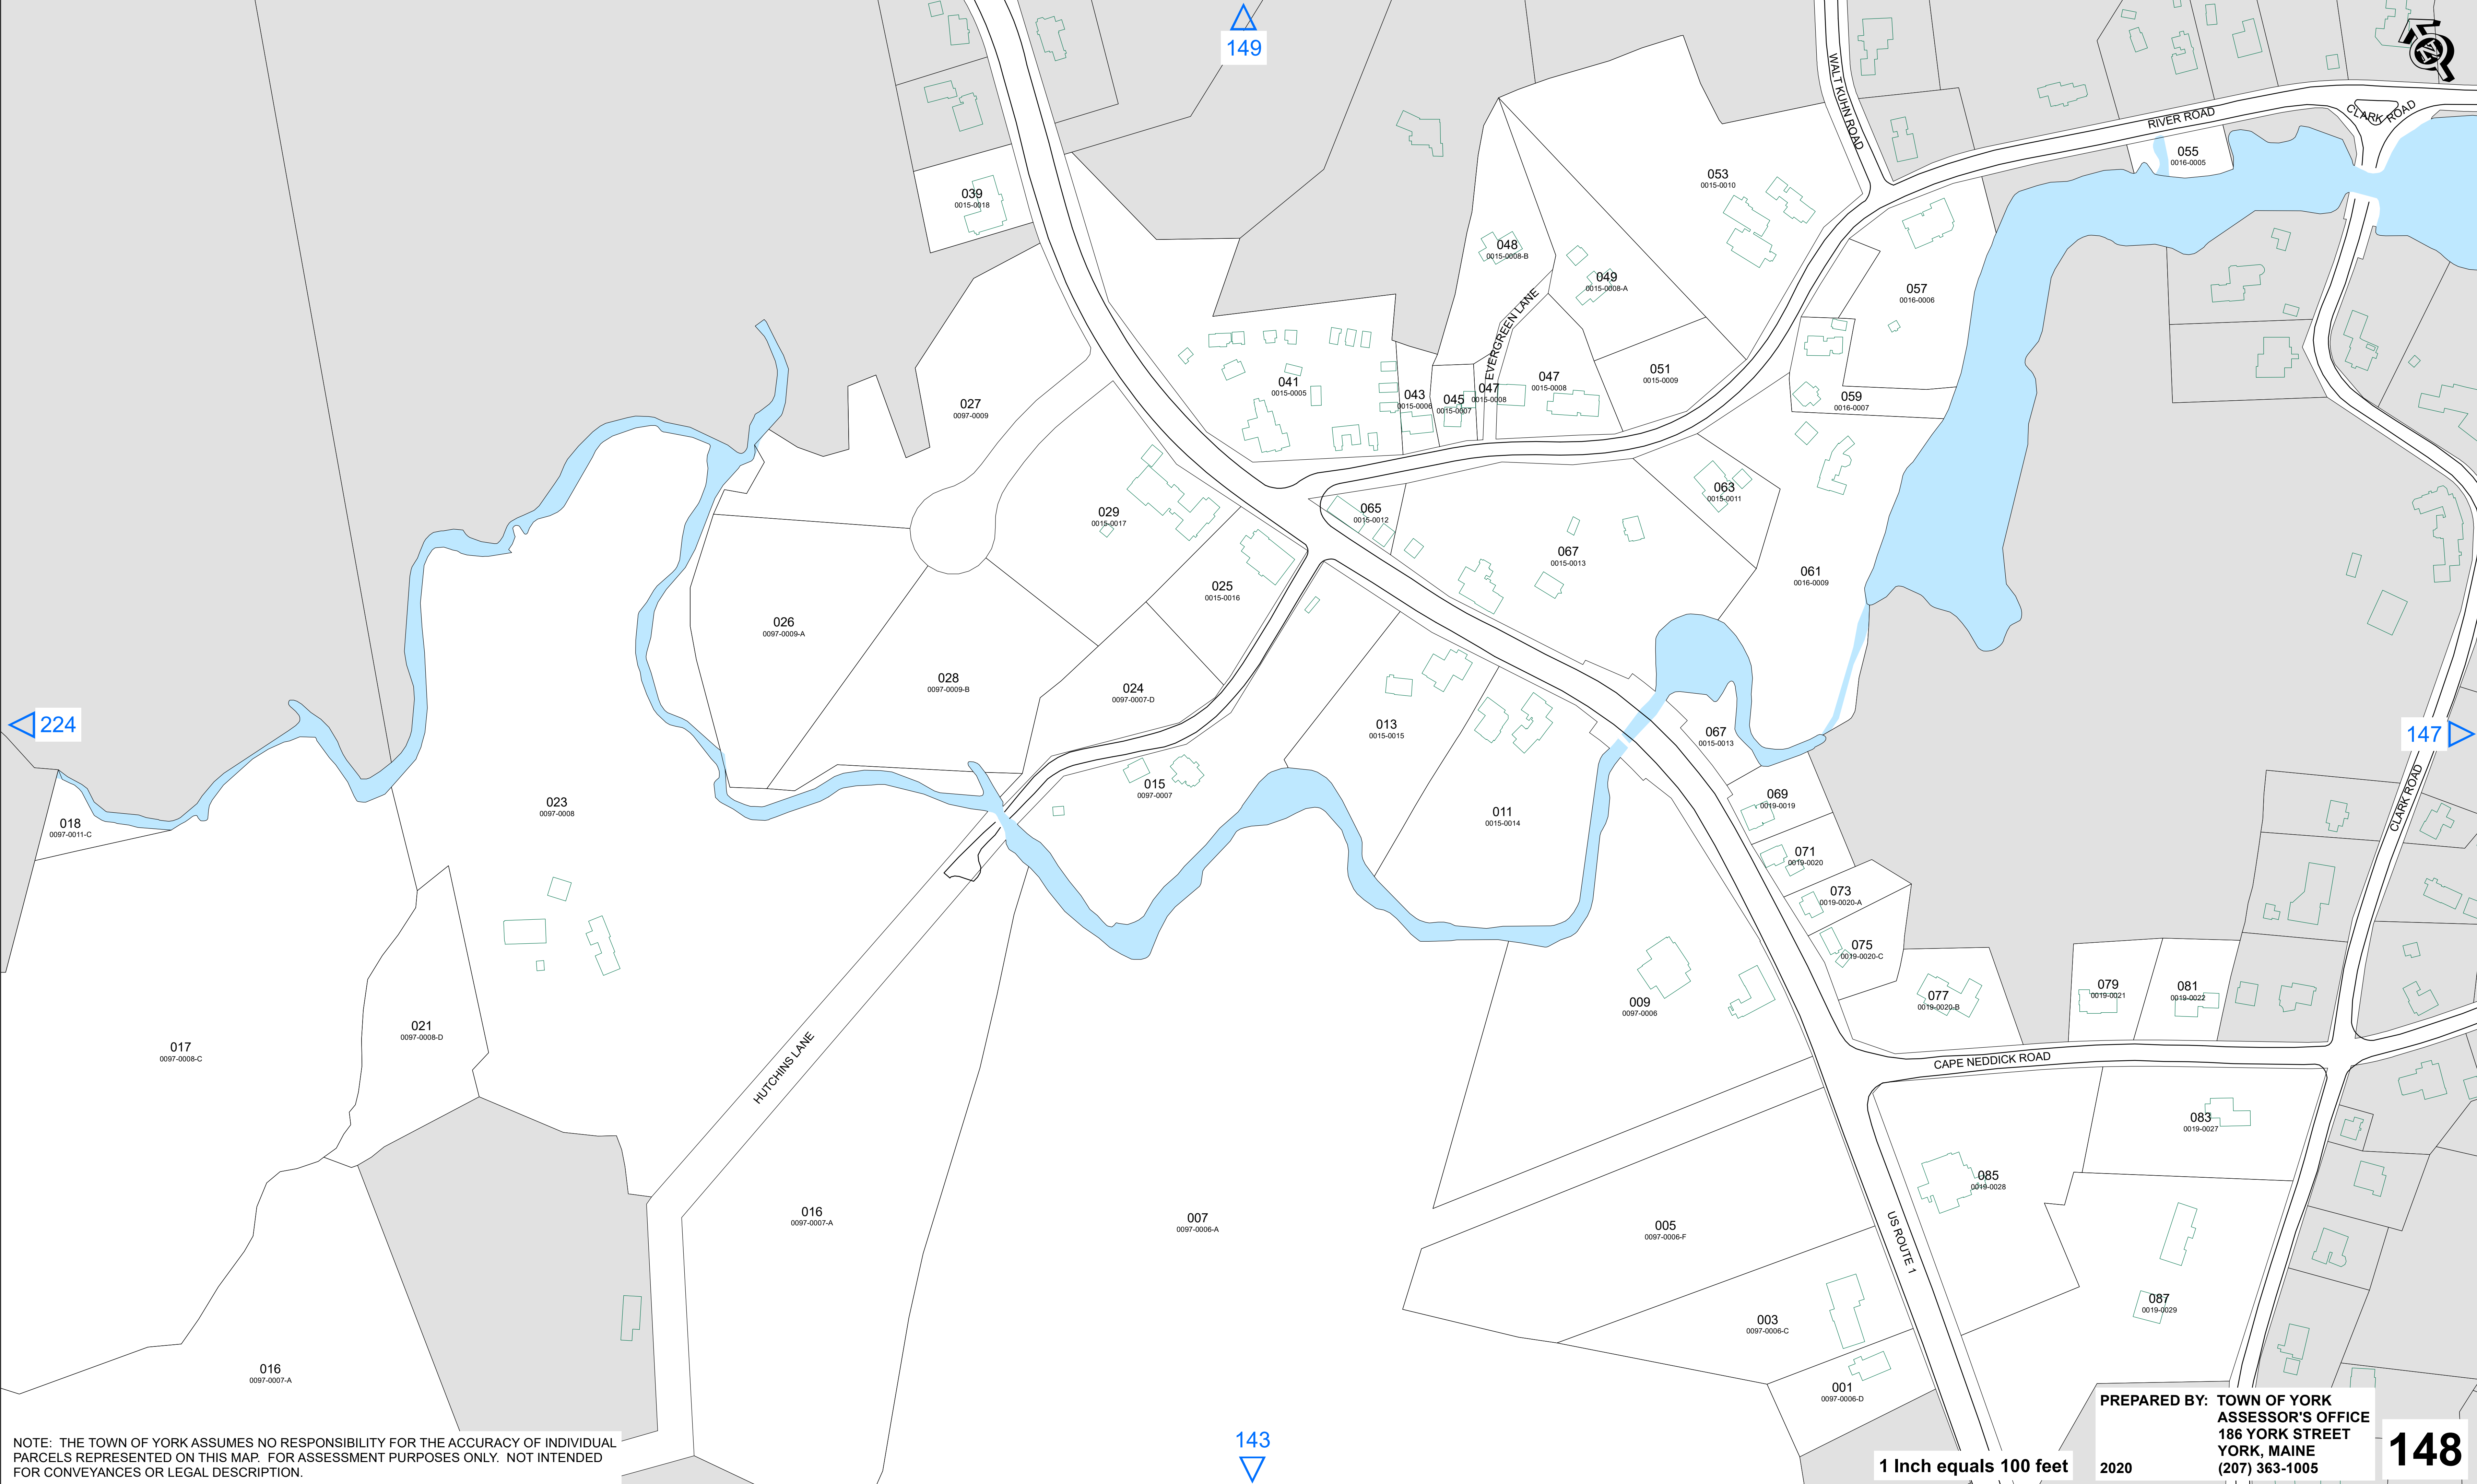 149
WALT KUHN ROAD
RIVER ROAD
CLARK ROAD
N
055
0016-0005
039
0015-0018
053
0015-0010
048
0015-0008-B
049
0015-0008-A
EVERGREEN LANE
057
0016-0006
041
0015-0005
043
0015-0006
045
0015-0007
047
0015-0008
047
0015-0008
051
0015-0009
059
0016-0007
027
0097-0009
029
0015-0017
065
0015-0012
063
0015-0011
067
0015-0013
061
0016-0009
025
0015-0016
026
0097-0009-A
028
0097-0009-B
024
0097-0007-D
224
013
0015-0015
067
0015-0013
147
015
0097-0007
011
0015-0014
069
0019-0019
CLARK ROAD
018
0097-0011-C
023
0097-0008
071
0019-0020
073
0019-0020-A
075
0019-0020-C
077
0019-0020-B
079
0019-0021
081
0019-0022
009
0097-0006
017
0097-0008-C
021
0097-0008-D
HUTCHINS LANE
CAPE NEDDICK ROAD
083
0019-0027
085
0019-0028
016
0097-0007-A
007
0097-0006-A
005
0097-0006-F
US ROUTE 1
087
0019-0029
003
0097-0006-C
016
0097-0007-A
001
0097-0006-D
143
NOTE: THE TOWN OF YORK ASSUMES NO RESPONSIBILITY FOR THE ACCURACY OF INDIVIDUAL
PARCELS REPRESENTED ON THIS MAP. FOR ASSESSMENT PURPOSES ONLY. NOT INTENDED
FOR CONVEYANCES OR LEGAL DESCRIPTION.
1 Inch equals 100 feet
PREPARED BY: TOWN OF YORK
ASSESSOR'S OFFICE
186 YORK STREET
YORK, MAINE
2020 (207) 363-1005
148